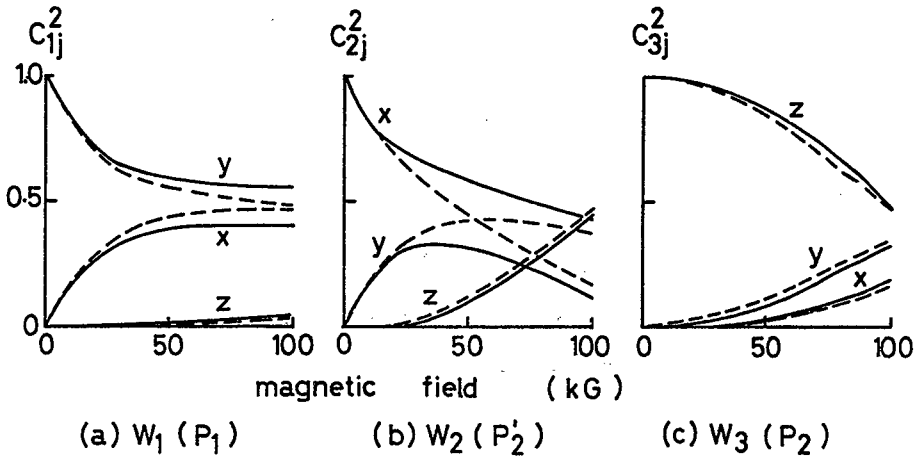 C²₁ⱼ C²₂ⱼ C²₃ⱼ
1.0
0.5
0
y
x
z
x
y
z
z
y
x
0 50 100 0 50 100 0 50 100
magnetic field (kG)
(a) W₁ (P₁) (b) W₂ (P₂') (c) W₃ (P₂)